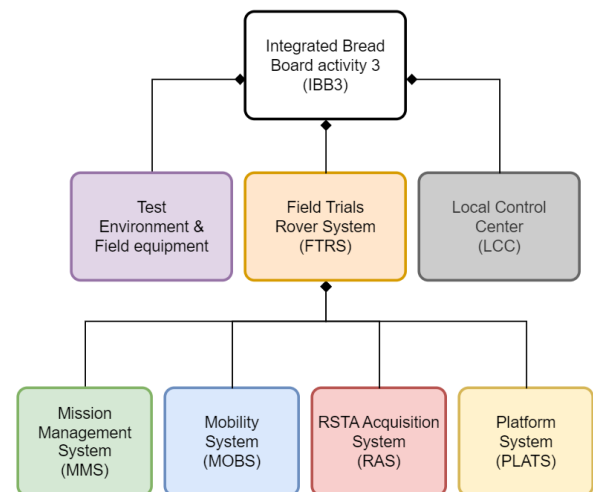 Integrated Bread
Board activity 3
(IBB3)
Test
Environment &
Field equipment
Field Trials
Rover System
(FTRS)
Local Control
Center
(LCC)
Mission
Management
System
(MMS)
Mobility
System
(MOBS)
RSTA Acquisition
System
(RAS)
Platform
System
(PLATS)